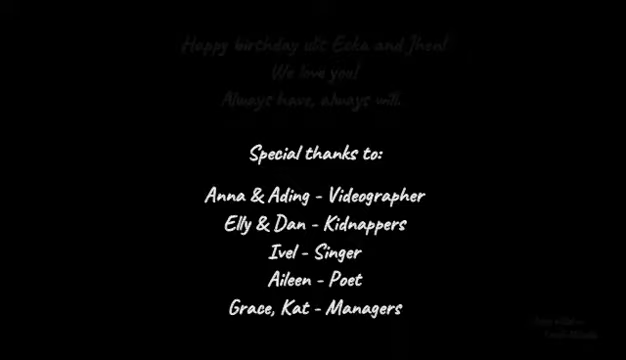 Happy birthday ulit Ecka and Jhen!
We love you!
Always have, always will.
Special thanks to:
Anna & Ading - Videographer
Elly & Dan - Kidnappers
Ivel - Singer
Aileen - Poet
Grace, Kat - Managers